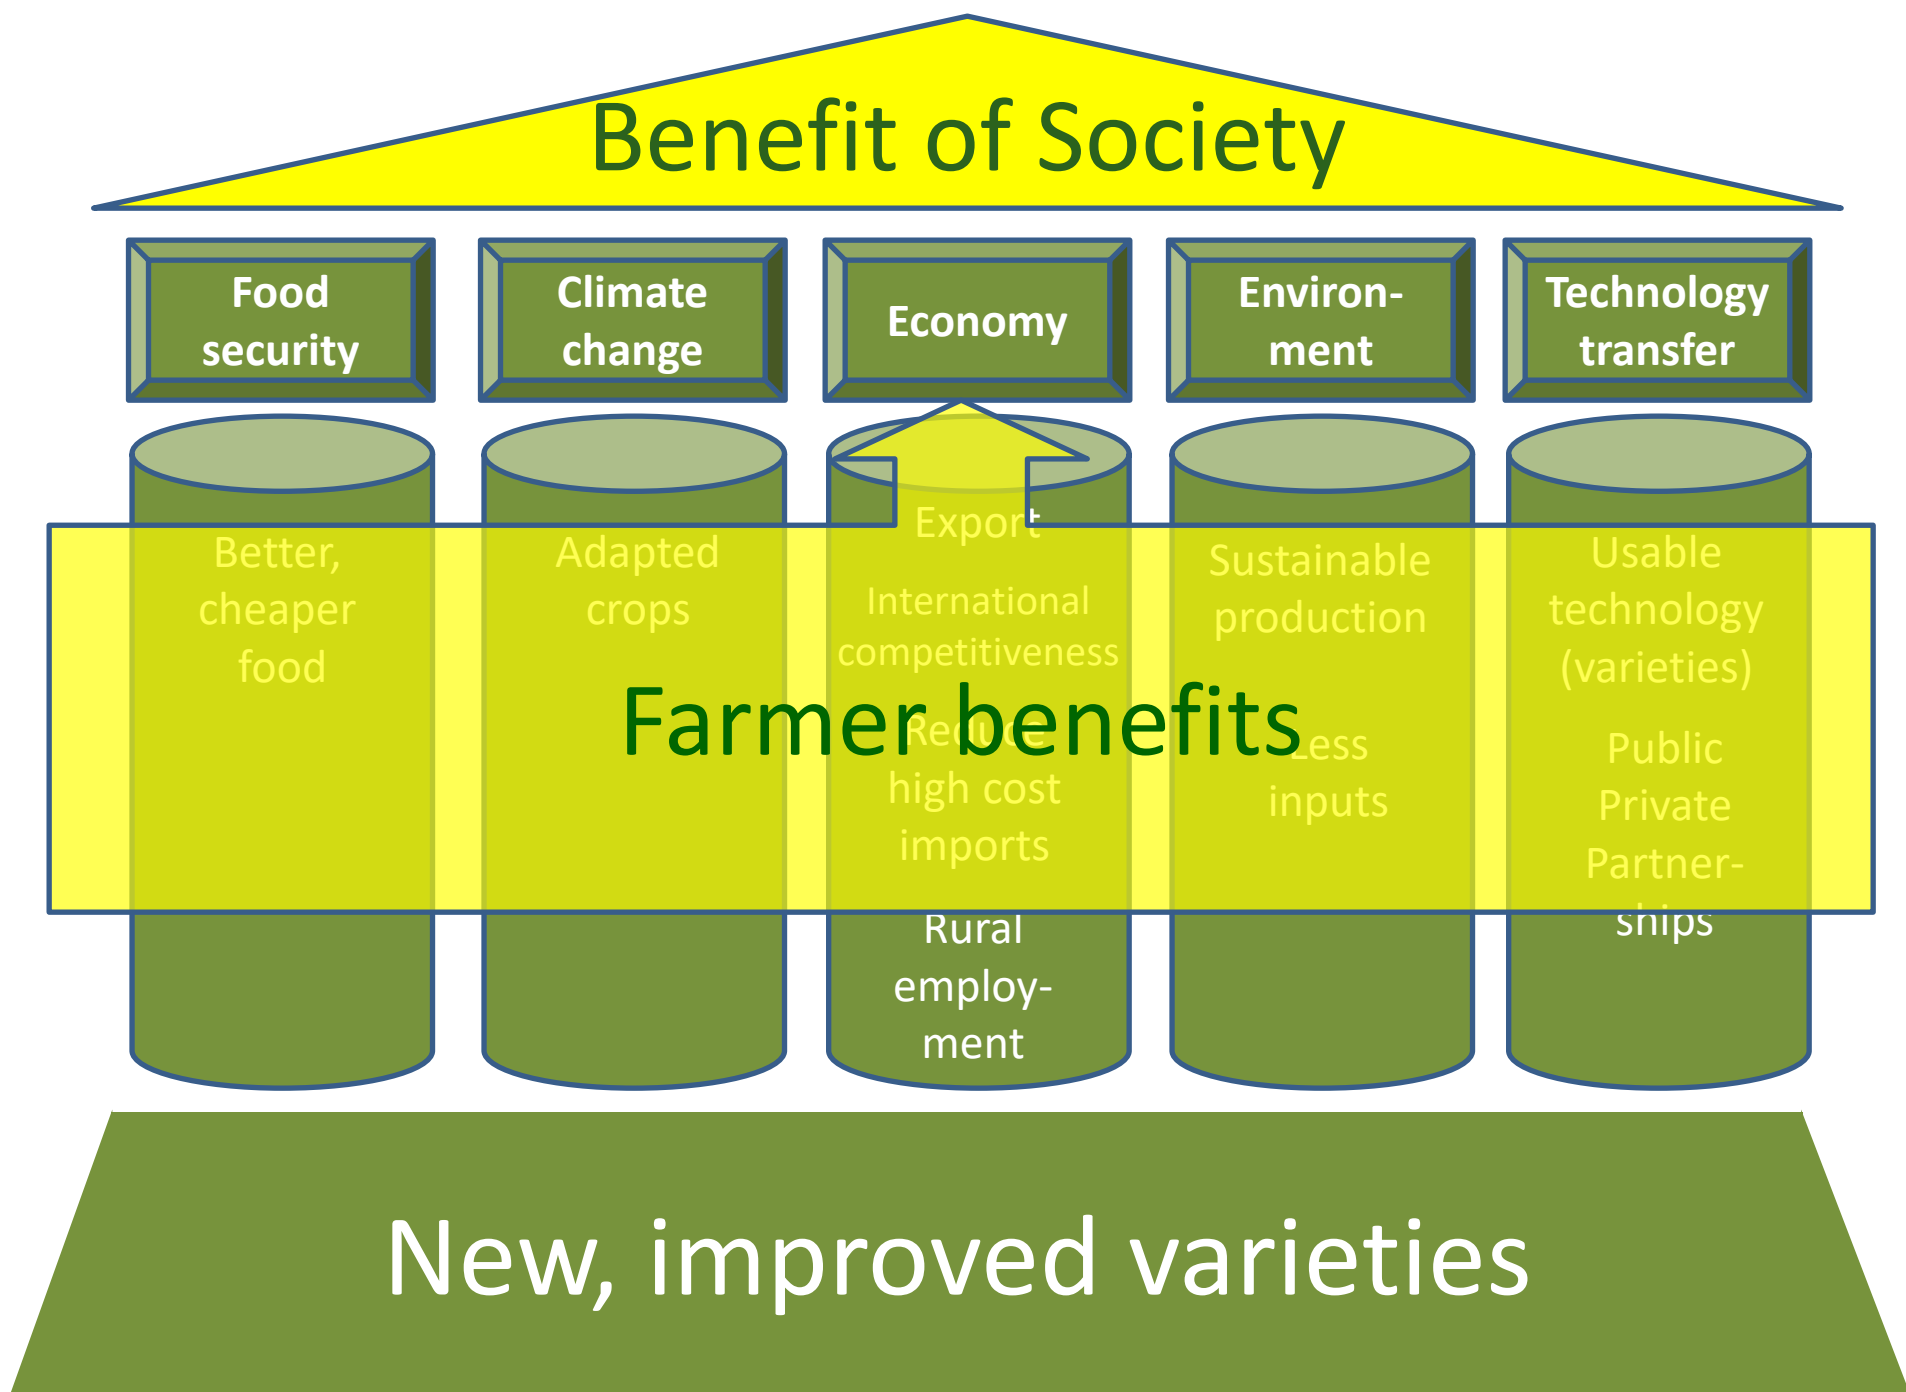 Benefit of Society
Food
security
Climate
change
Economy
Environ-
ment
Technology
transfer
Better,
cheaper
food
Adapted
crops
Export
International
competitiveness
Reduce
high cost
imports
Rural
employ-
ment
Sustainable
production
Less
inputs
Usable
technology
(varieties)
Public
Private
Partner-
ships
Farmer benefits
New, improved varieties